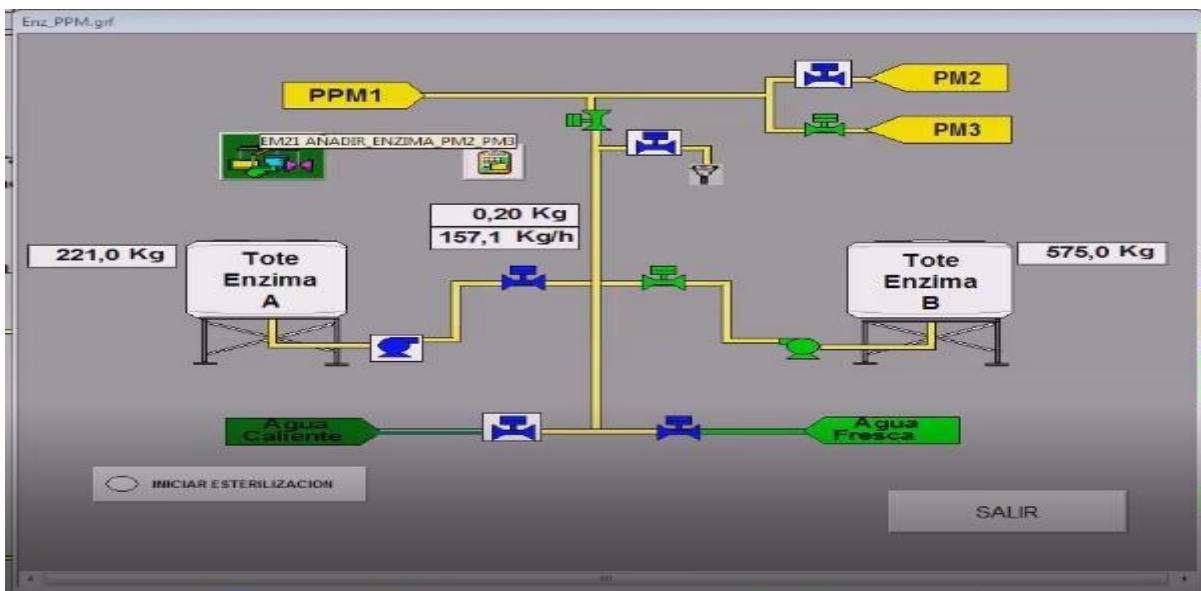 Enz_PPM.grf
PPM1
PM2
PM3
EM21 AÑADIR_ENZIMA_PM2_PM3
0,20 Kg
157,1 Kg/h
221,0 Kg
Tote
Enzima
A
Tote
Enzima
B
575,0 Kg
Agua
Caliente
Agua
Fresca
INICIAR ESTERILIZACION
SALIR